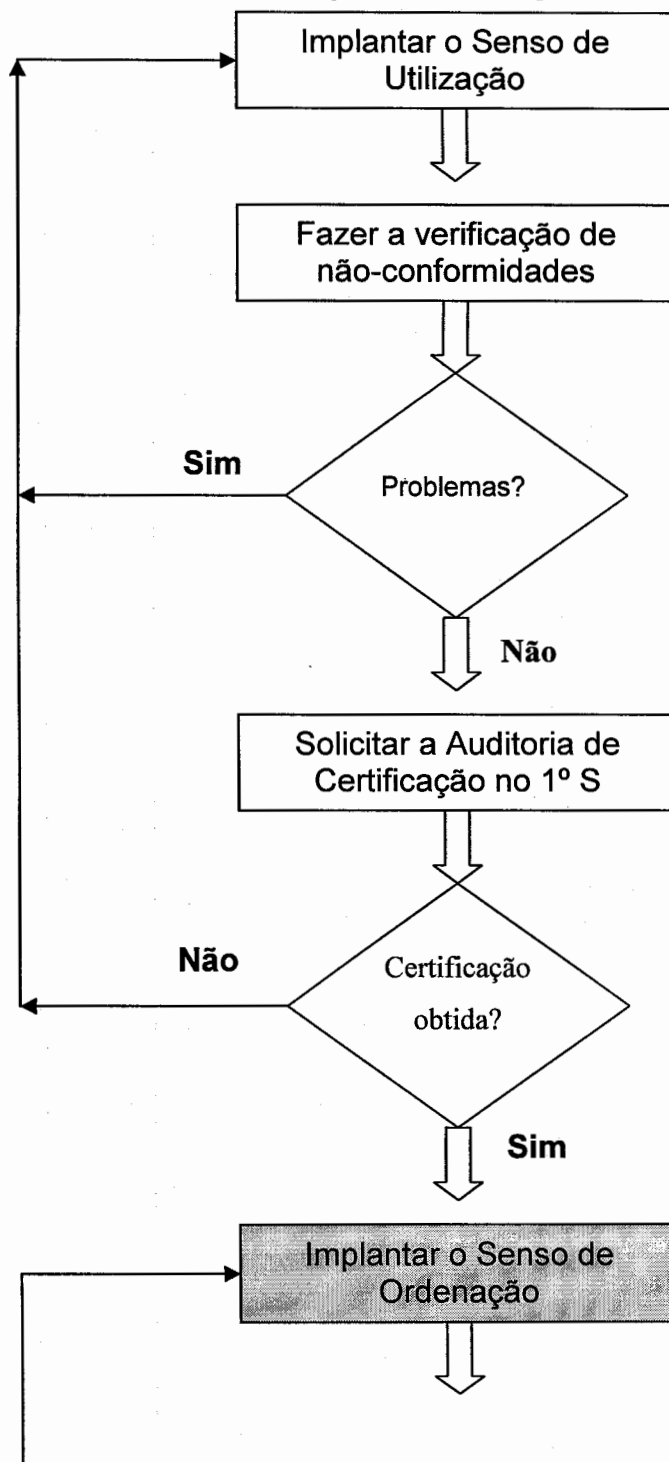 Implantar o Senso de
Utilização
Fazer a verificação de
não-conformidades
Sim
Problemas?
Não
Solicitar a Auditoria de
Certificação no 1º S
Não
Certificação
obtida?
Sim
Implantar o Senso de
Ordenação